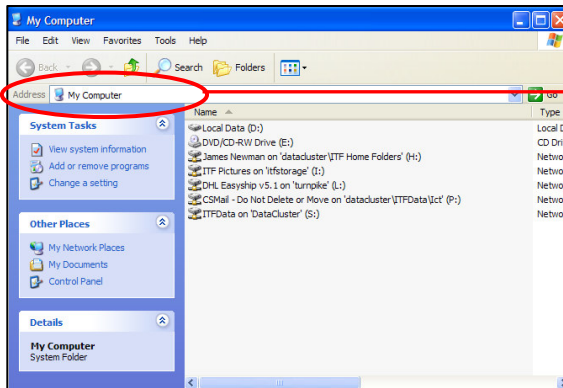 My Computer
File Edit View Favorites Tools Help
Back Search Folders
Address My Computer Go
System Tasks
View system information
Add or remove programs
Change a setting
Other Places
My Network Places
My Documents
Control Panel
Details
My Computer
System Folder
Name Type
Local Data (D:) Local D
DVD/CD-RW Drive (E:) CD Dri
James Newman on 'datacluster\ITF Home Folders' (H:) Netwo
ITF Pictures on 'itfstorage' (I:) Netwo
DHL Easyship v5.1 on 'turnpike' (L:) Netwo
CSMail - Do Not Delete or Move on 'datacluster\ITFData\Ict' (P:) Netwo
ITFData on 'DataCluster' (S:) Netwo